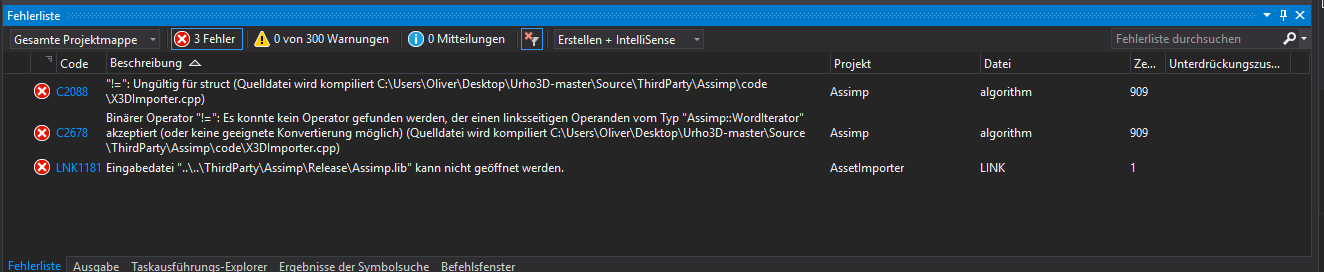 Fehlerliste
Gesamte Projektmappe 3 Fehler 0 von 300 Warnungen 0 Mitteilungen Erstellen + IntelliSense Fehlerliste durchsuchen
Code Beschreibung Projekt Datei Ze... Unterdrückungszus...
C2088 "!=": Ungültig für struct (Quelldatei wird kompiliert C:\Users\Oliver\Desktop\Urho3D-master\Source\ThirdParty\Assimp\code Assimp algorithm 909
\X3DImporter.cpp)
Binärer Operator "!=": Es konnte kein Operator gefunden werden, der einen linksseitigen Operanden vom Typ "Assimp::WordIterator"
C2678 akzeptiert (oder keine geeignete Konvertierung möglich) (Quelldatei wird kompiliert C:\Users\Oliver\Desktop\Urho3D-master\Source Assimp algorithm 909
\ThirdParty\Assimp\code\X3DImporter.cpp)
LNK1181 Eingabedatei "..\..\ThirdParty\Assimp\Release\Assimp.lib" kann nicht geöffnet werden. AssetImporter LINK 1
Fehlerliste Ausgabe Taskausführungs-Explorer Ergebnisse der Symbolsuche Befehlsfenster